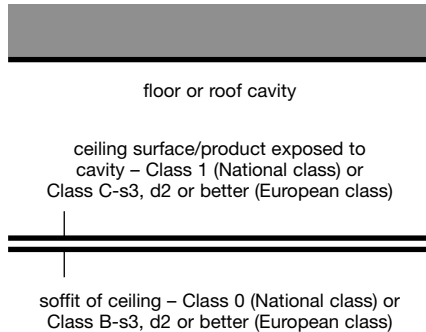 floor or roof cavity
ceiling surface/product exposed to
cavity – Class 1 (National class) or
Class C-s3, d2 or better (European class)
soffit of ceiling – Class 0 (National class) or
Class B-s3, d2 or better (European class)